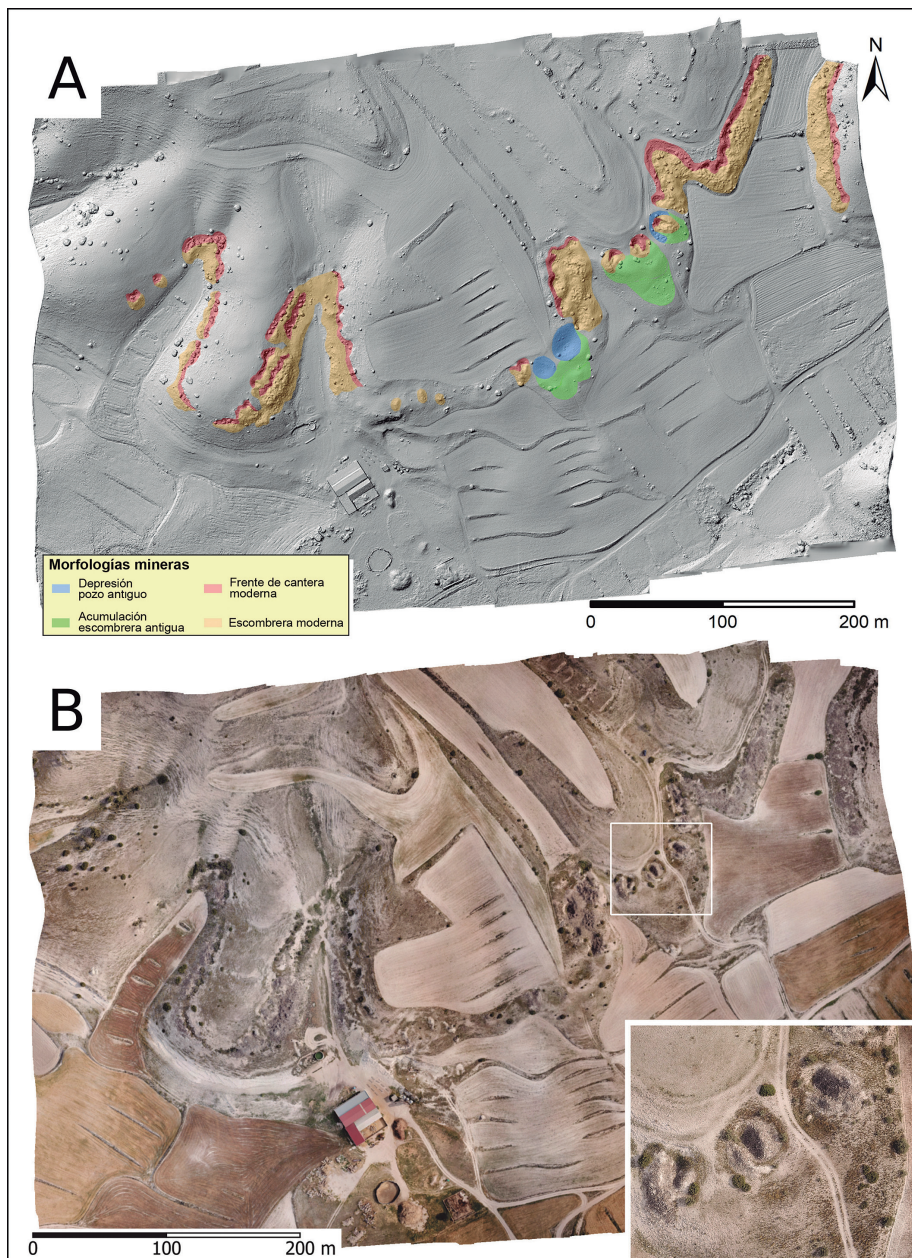 A
N
Morfologías mineras
Depresión
pozo antiguo
Frente de cantera
moderna
Acumulación
escombrera antigua
Escombrera moderna
0 100 200 m
B
0 100 200 m